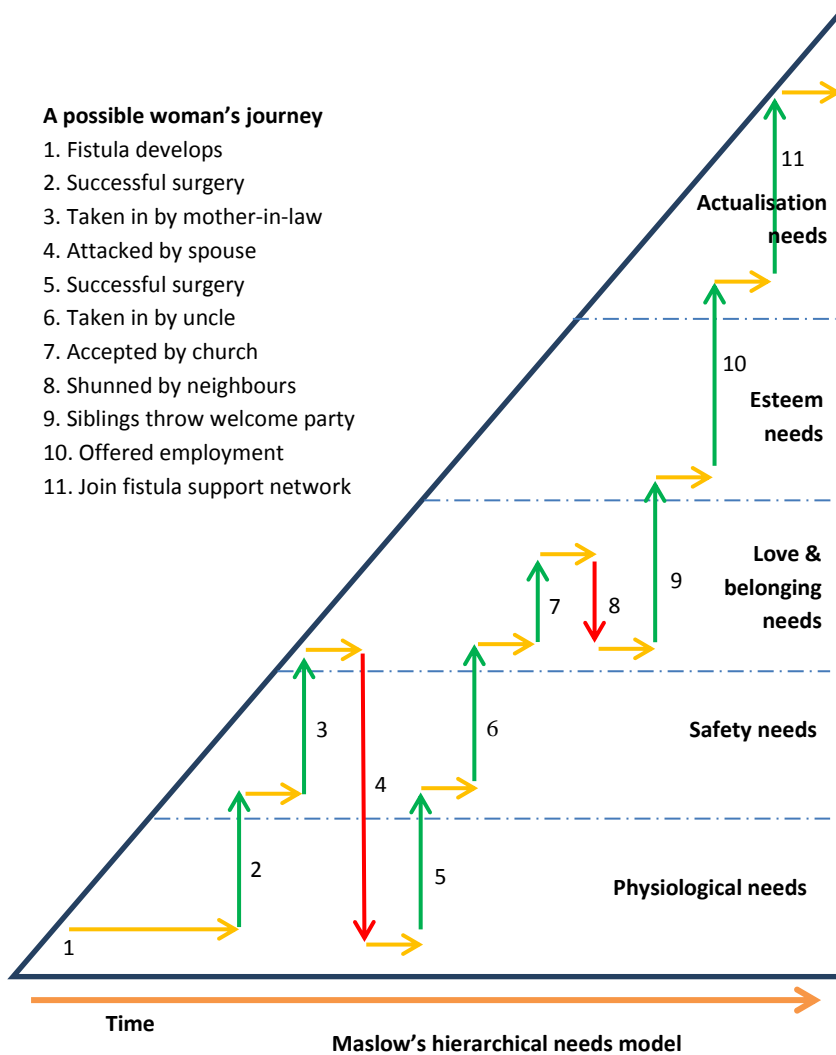 A possible woman’s journey
1. Fistula develops
2. Successful surgery
3. Taken in by mother-in-law
4. Attacked by spouse
5. Successful surgery
6. Taken in by uncle
7. Accepted by church
8. Shunned by neighbours
9. Siblings throw welcome party
10. Offered employment
11. Join fistula support network
11
Actualisation
needs
10
Esteem
needs
Love &
belonging
needs
7
8
9
Safety needs
3
6
4
Physiological needs
2
5
1
Time
Maslow’s hierarchical needs model